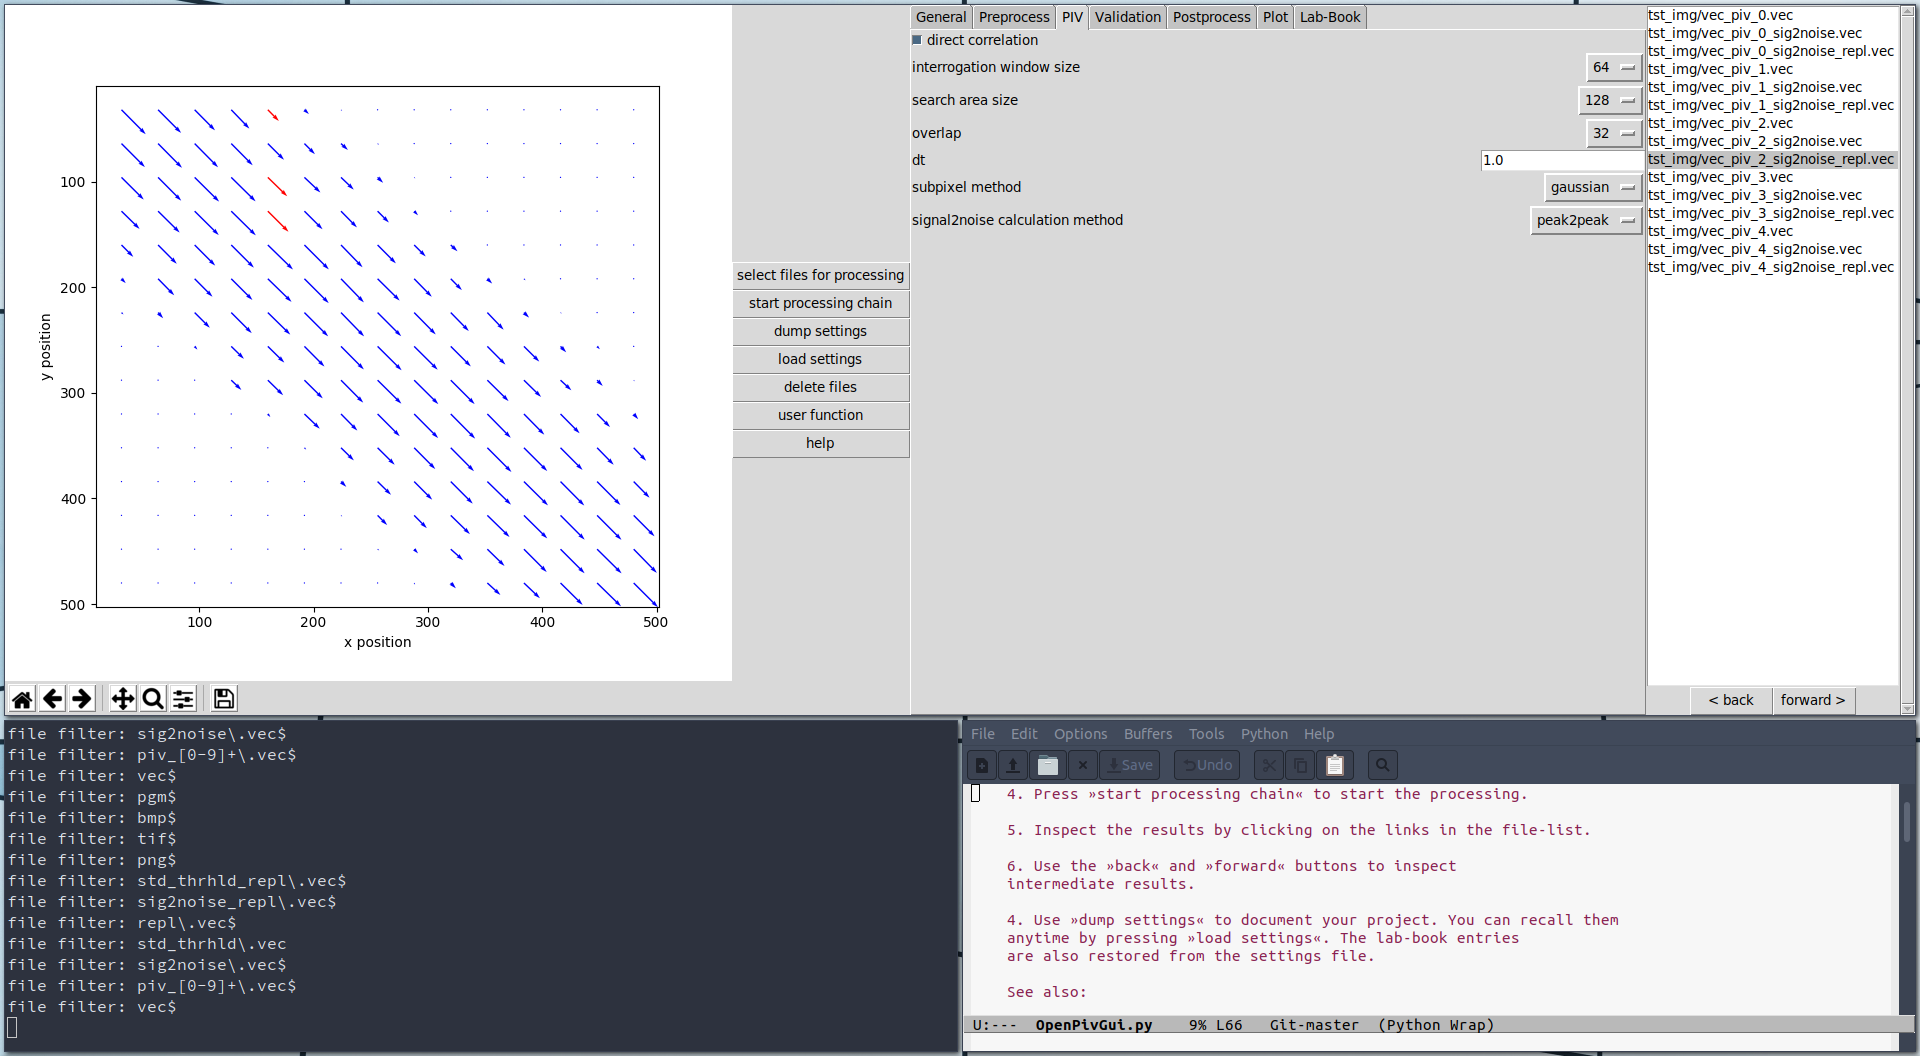 General Preprocess PIV Validation Postprocess Plot Lab-Book
direct correlation
interrogation window size 64
search area size 128
overlap 32
dt 1.0
subpixel method gaussian
signal2noise calculation method peak2peak
100
200
300
400
500
y position
100 200 300 400 500
x position
select files for processing
start processing chain
dump settings
load settings
delete files
user function
help
tst_img/vec_piv_0.vec
tst_img/vec_piv_0_sig2noise.vec
tst_img/vec_piv_0_sig2noise_repl.vec
tst_img/vec_piv_1.vec
tst_img/vec_piv_1_sig2noise.vec
tst_img/vec_piv_1_sig2noise_repl.vec
tst_img/vec_piv_2.vec
tst_img/vec_piv_2_sig2noise.vec
tst_img/vec_piv_2_sig2noise_repl.vec
tst_img/vec_piv_3.vec
tst_img/vec_piv_3_sig2noise.vec
tst_img/vec_piv_3_sig2noise_repl.vec
tst_img/vec_piv_4.vec
tst_img/vec_piv_4_sig2noise.vec
tst_img/vec_piv_4_sig2noise_repl.vec
< back forward >
file filter: sig2noise\.vec$
file filter: piv_[0-9]+\.vec$
file filter: vec$
file filter: pgm$
file filter: bmp$
file filter: tif$
file filter: png$
file filter: std_thrhld_repl\.vec$
file filter: sig2noise_repl\.vec$
file filter: repl\.vec$
file filter: std_thrhld\.vec
file filter: sig2noise\.vec$
file filter: piv_[0-9]+\.vec$
file filter: vec$
File Edit Options Buffers Tools Python Help
Save Undo
4. Press »start processing chain« to start the processing.
5. Inspect the results by clicking on the links in the file-list.
6. Use the »back« and »forward« buttons to inspect
intermediate results.
4. Use »dump settings« to document your project. You can recall them
anytime by pressing »load settings«. The lab-book entries
are also restored from the settings file.
See also:
U:--- OpenPivGui.py 9% L66 Git-master (Python Wrap)